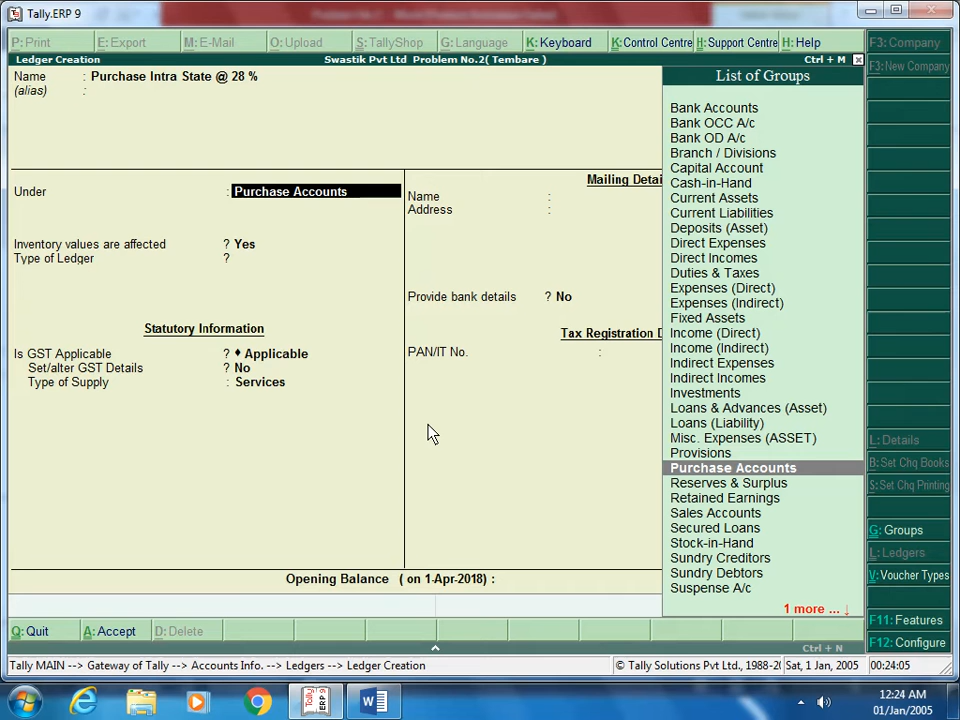 Tally.ERP 9
P: Print
E: Export
M: E-Mail
O: Upload
S: TallyShop
G: Language
K: Keyboard
K: Control Centre
H: Support Centre
H: Help
F3: Company
F3: New Company
Ledger Creation
Swastik Pvt Ltd Problem No.2( Tembare )
Ctrl + M
Name : Purchase Intra State @ 28 %
(alias) :
Under : Purchase Accounts
Inventory values are affected ? Yes
Type of Ledger ?
Statutory Information
Is GST Applicable ? ♦ Applicable
Set/alter GST Details ? No
Type of Supply : Services
Mailing Detai
Name :
Address :
Provide bank details ? No
Tax Registration D
PAN/IT No. :
Opening Balance ( on 1-Apr-2018) :
List of Groups
Bank Accounts
Bank OCC A/c
Bank OD A/c
Branch / Divisions
Capital Account
Cash-in-Hand
Current Assets
Current Liabilities
Deposits (Asset)
Direct Expenses
Direct Incomes
Duties & Taxes
Expenses (Direct)
Expenses (Indirect)
Fixed Assets
Income (Direct)
Income (Indirect)
Indirect Expenses
Indirect Incomes
Investments
Loans & Advances (Asset)
Loans (Liability)
Misc. Expenses (ASSET)
Provisions
Purchase Accounts
Reserves & Surplus
Retained Earnings
Sales Accounts
Secured Loans
Stock-in-Hand
Sundry Creditors
Sundry Debtors
Suspense A/c
1 more ... ↓
L: Details
B: Set Chq Books
S: Set Chq Printing
G: Groups
L: Ledgers
V: Voucher Types
F11: Features
F12: Configure
Q: Quit
A: Accept
D: Delete
Ctrl + N
Tally MAIN --> Gateway of Tally --> Accounts Info. --> Ledgers --> Ledger Creation
© Tally Solutions Pvt Ltd., 1988-20
Sat, 1 Jan, 2005
00:24:05
Tally
ERP 9
12:24 AM
01/Jan/2005